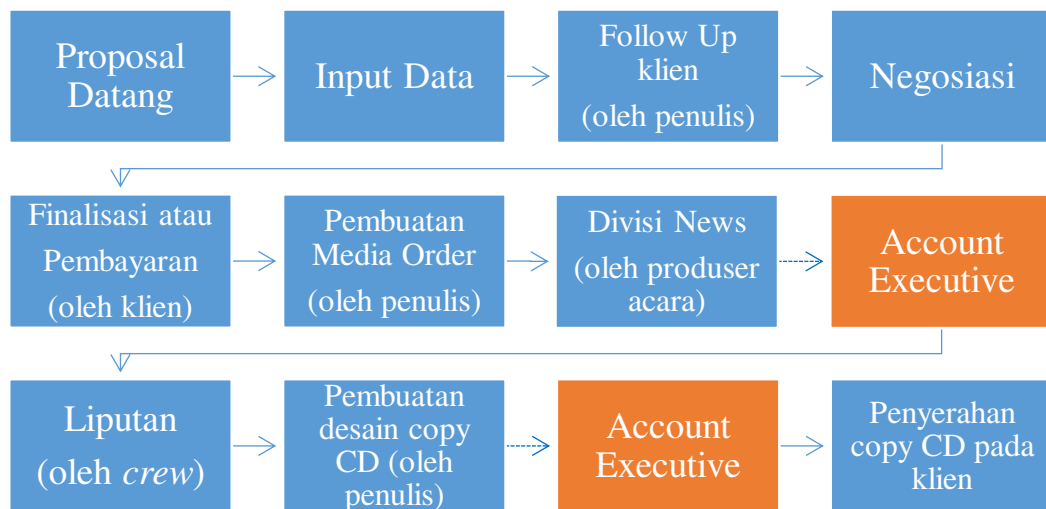 Proposal
Datang
Input Data
Follow Up
klien
(oleh penulis)
Negosiasi
Finalisasi atau
Pembayaran
(oleh klien)
Pembuatan
Media Order
(oleh penulis)
Divisi News
(oleh produser
acara)
Account
Executive
Liputan
(oleh crew)
Pembuatan
desain copy
CD (oleh
penulis)
Account
Executive
Penyerahan
copy CD pada
klien